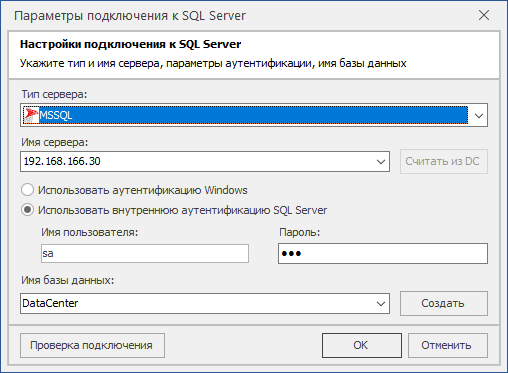 Параметры подключения к SQL Server
Настройки подключения к SQL Server
Укажите тип и имя сервера, параметры аутентификации, имя базы данных
Тип сервера:
MSSQL
Имя сервера:
192.168.166.30
Считать из DC
Использовать аутентификацию Windows
Использовать внутреннюю аутентификацию SQL Server
Имя пользователя:
Пароль:
sa
●●●
Имя базы данных:
DataCenter
Создать
Проверка подключения
OK
Отменить